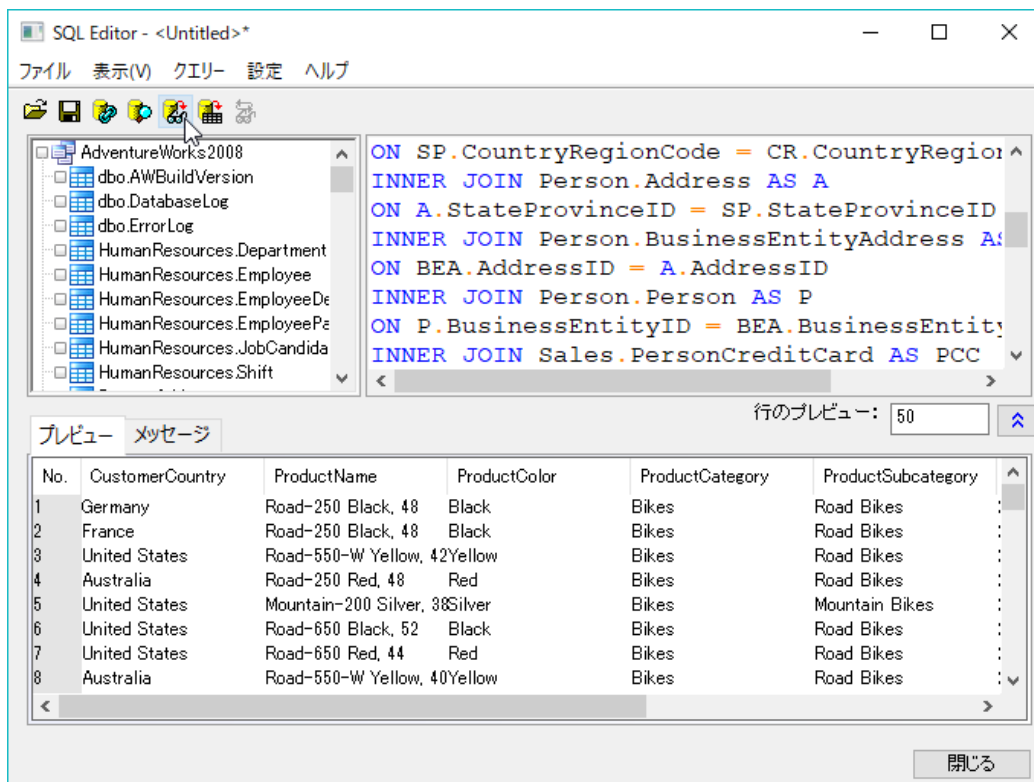 SQL Editor - <Untitled>*
ファイル 表示(V) クエリー 設定 ヘルプ
AdventureWorks2008
dbo.AWBuildVersion
dbo.DatabaseLog
dbo.ErrorLog
HumanResources.Department
HumanResources.Employee
HumanResources.EmployeeDe
HumanResources.EmployeePa
HumanResources.JobCandida
HumanResources.Shift
ON SP.CountryRegionCode = CR.CountryRegion
INNER JOIN Person.Address AS A
ON A.StateProvinceID = SP.StateProvinceID
INNER JOIN Person.BusinessEntityAddress AS
ON BEA.AddressID = A.AddressID
INNER JOIN Person.Person AS P
ON P.BusinessEntityID = BEA.BusinessEntity
INNER JOIN Sales.PersonCreditCard AS PCC
行のプレビュー: 50
プレビュー メッセージ
No. CustomerCountry ProductName ProductColor ProductCategory ProductSubcategory
1 Germany Road-250 Black, 48 Black Bikes Road Bikes
2 France Road-250 Black, 48 Black Bikes Road Bikes
3 United States Road-550-W Yellow, 42 Yellow Bikes Road Bikes
4 Australia Road-250 Red, 48 Red Bikes Road Bikes
5 United States Mountain-200 Silver, 38 Silver Bikes Mountain Bikes
6 United States Road-650 Black, 52 Black Bikes Road Bikes
7 United States Road-650 Red, 44 Red Bikes Road Bikes
8 Australia Road-550-W Yellow, 40 Yellow Bikes Road Bikes
閉じる